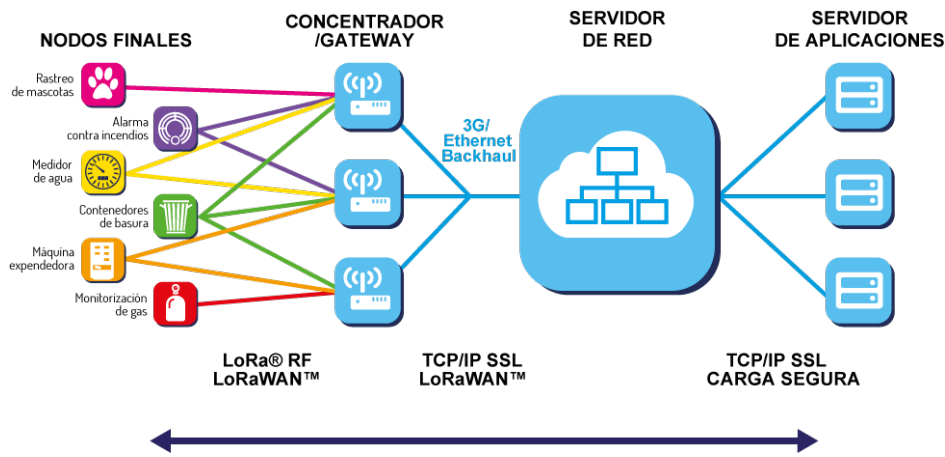 NODOS FINALES
CONCENTRADOR
/GATEWAY
SERVIDOR
DE RED
SERVIDOR
DE APLICACIONES
Rastreo
de mascotas
Alarma
contra incendios
Medidor
de agua
Contenedores
de basura
Máquina
expendedora
Monitorización
de gas
3G/
Ethernet
Backhaul
LoRa® RF
LoRaWAN™
TCP/IP SSL
LoRaWAN™
TCP/IP SSL
CARGA SEGURA